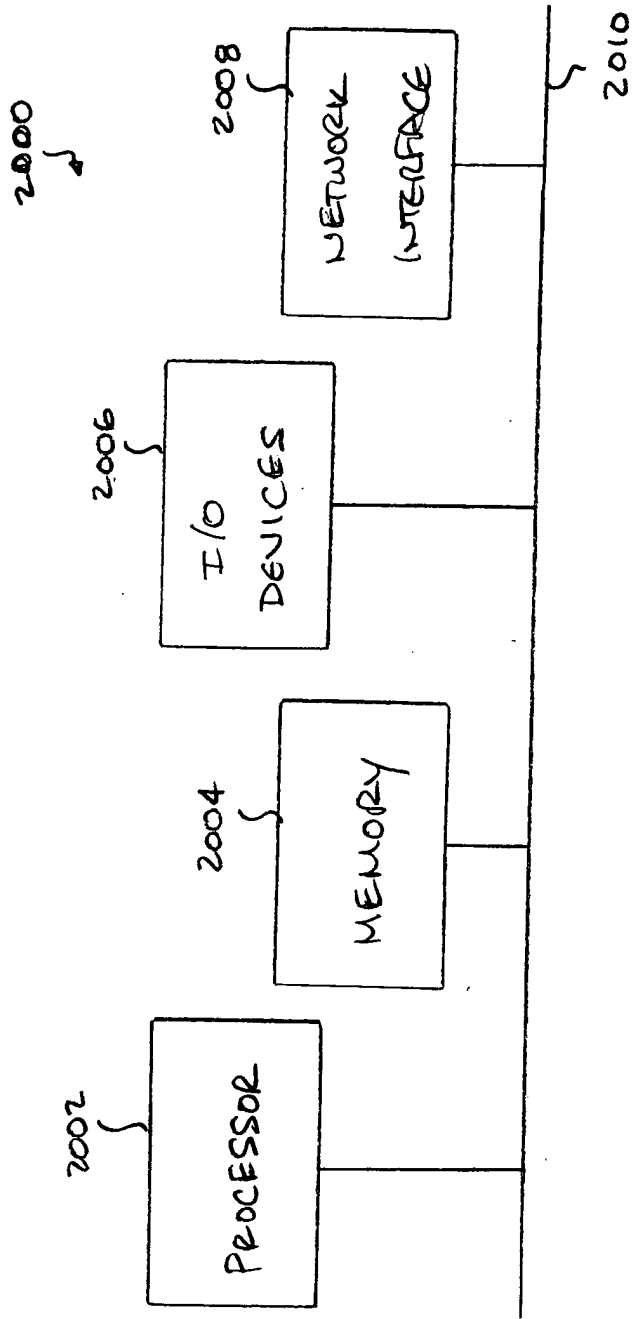 2000
2002
PROCESSOR
2004
MEMORY
2006
I/O
DEVICES
2008
NETWORK
INTERFACE
2010